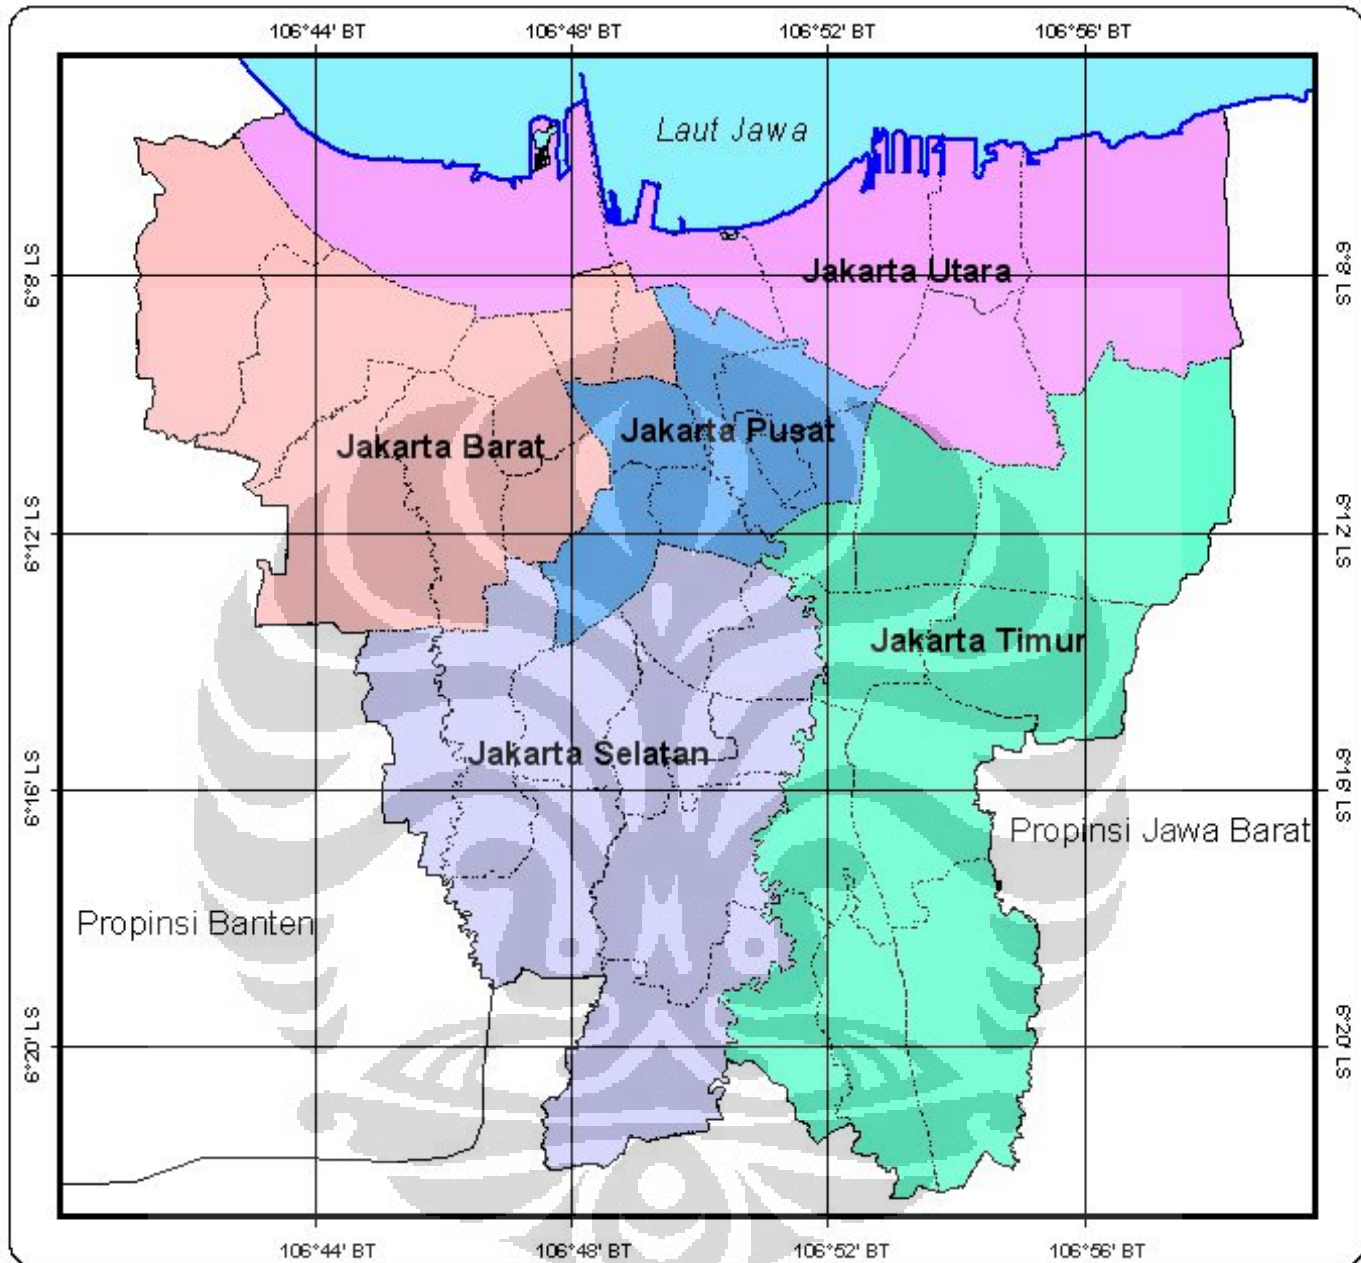 106°44' BT
106°48' BT
106°52' BT
106°56' BT
Laut Jawa
6°8' LS
Jakarta Utara
6°8' LS
Jakarta Barat
Jakarta Pusat
6°12' LS
6°12' LS
Jakarta Timur
Jakarta Selatan
6°16' LS
6°16' LS
Propinsi Jawa Barat
Propinsi Banten
6°20' LS
6°20' LS
106°44' BT
106°48' BT
106°52' BT
106°56' BT